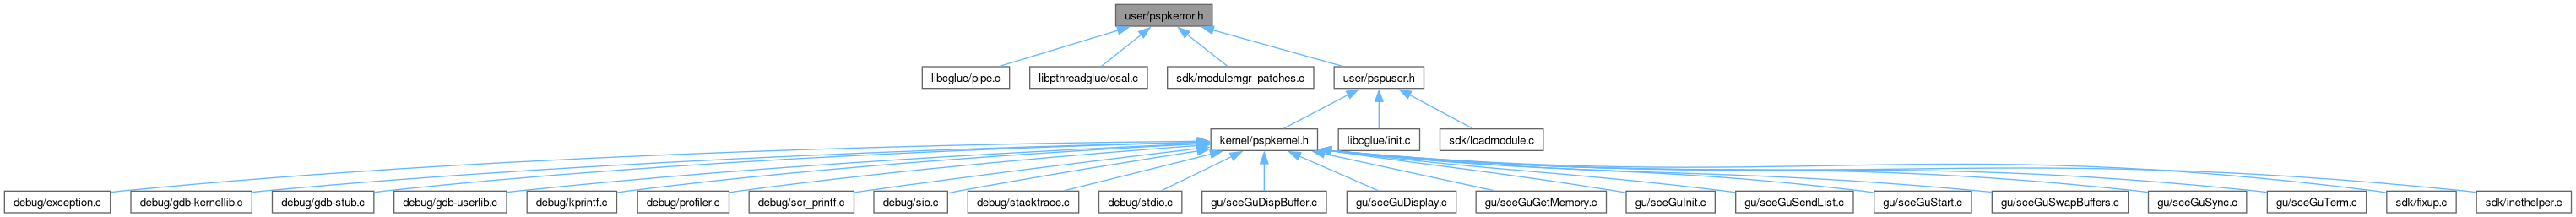 user/pspkerror.h
libcglue/pipe.c
libpthreadglue/osal.c
sdk/modulemgr_patches.c
user/pspuser.h
kernel/pspkernel.h
libcglue/init.c
sdk/loadmodule.c
debug/exception.c
debug/gdb-kernellib.c
debug/gdb-stub.c
debug/gdb-userlib.c
debug/kprintf.c
debug/profiler.c
debug/scr_printf.c
debug/sio.c
debug/stacktrace.c
debug/stdio.c
gu/sceGuDispBuffer.c
gu/sceGuDisplay.c
gu/sceGuGetMemory.c
gu/sceGuInit.c
gu/sceGuSendList.c
gu/sceGuStart.c
gu/sceGuSwapBuffers.c
gu/sceGuSync.c
gu/sceGuTerm.c
sdk/fixup.c
sdk/inethelper.c